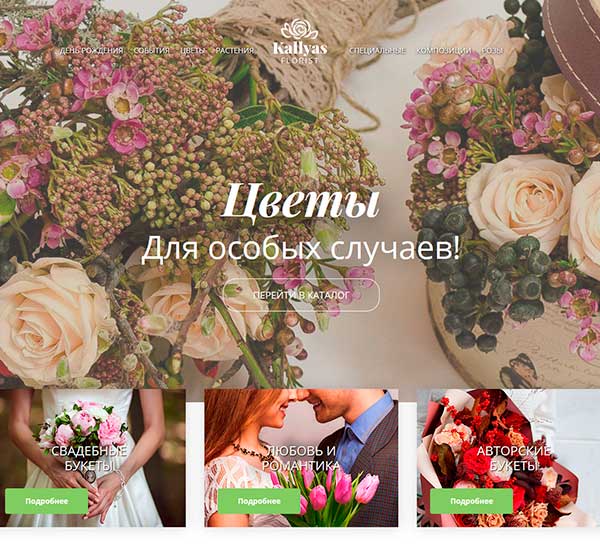 ДЕНЬ РОЖДЕНИЯ СОБЫТИЯ ЦВЕТЫ РАСТЕНИЯ
Kallyas
FLORIST
СПЕЦИАЛЬНЫЕ КОМПОЗИЦИИ РОЗЫ
Цветы
Для особых случаев!
ПЕРЕЙТИ В КАТАЛОГ
СВАДЕБНЫЕ
БУКЕТЫ
Подробнее
ЛЮБОВЬ И
РОМАНТИКА
Подробнее
АВТОРСКИЕ
БУКЕТЫ
Подробнее